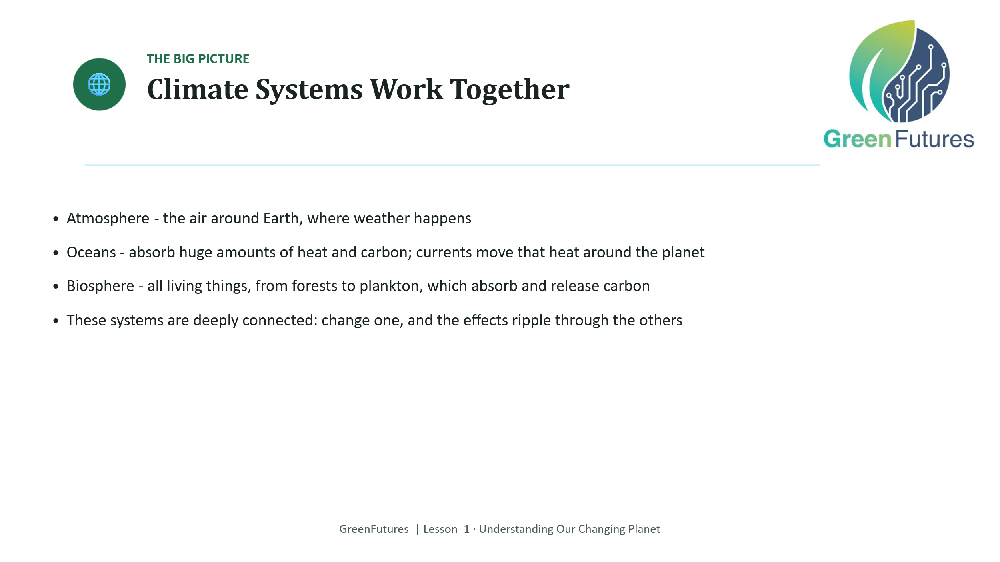 THE BIG PICTURE
Climate Systems Work Together
GreenFutures
• Atmosphere - the air around Earth, where weather happens
• Oceans - absorb huge amounts of heat and carbon; currents move that heat around the planet
• Biosphere - all living things, from forests to plankton, which absorb and release carbon
• These systems are deeply connected: change one, and the effects ripple through the others
GreenFutures | Lesson 1 · Understanding Our Changing Planet